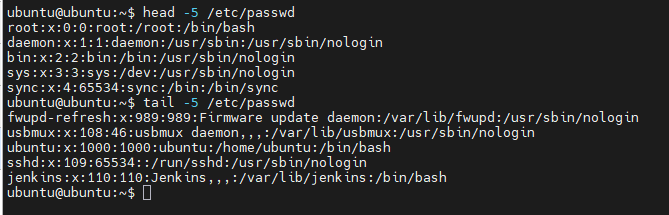 ubuntu@ubuntu:~$ head -5 /etc/passwd
root:x:0:0:root:/root:/bin/bash
daemon:x:1:1:daemon:/usr/sbin:/usr/sbin/nologin
bin:x:2:2:bin:/bin:/usr/sbin/nologin
sys:x:3:3:sys:/dev:/usr/sbin/nologin
sync:x:4:65534:sync:/bin:/bin/sync
ubuntu@ubuntu:~$ tail -5 /etc/passwd
fwupd-refresh:x:989:989:Firmware update daemon:/var/lib/fwupd:/usr/sbin/nologin
usbmux:x:108:46:usbmux daemon,,,:/var/lib/usbmux:/usr/sbin/nologin
ubuntu:x:1000:1000:ubuntu:/home/ubuntu:/bin/bash
sshd:x:109:65534::/run/sshd:/usr/sbin/nologin
jenkins:x:110:110:Jenkins,,,:/var/lib/jenkins:/bin/bash
ubuntu@ubuntu:~$